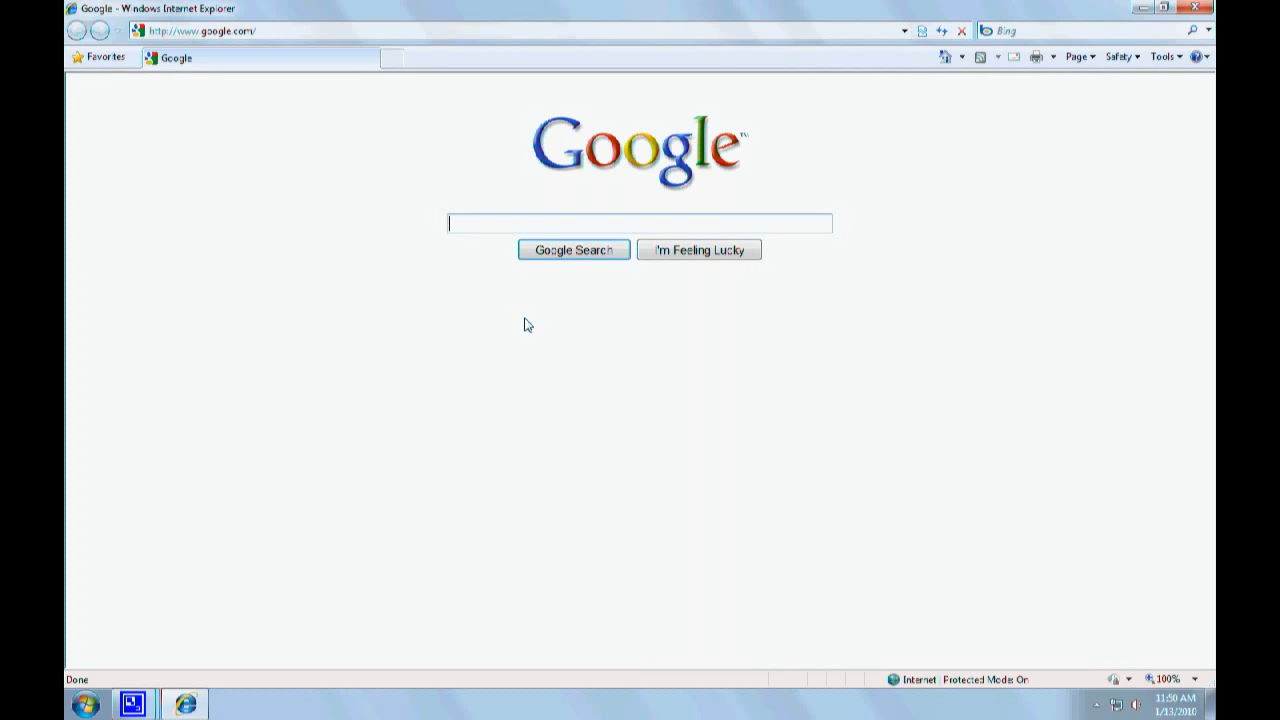 Google - Windows Internet Explorer
http://www.google.com/
Bing
Favorites
Google
Page
Safety
Tools
Google™
Google Search
I'm Feeling Lucky
Done
Internet | Protected Mode: On
100%
11:50 AM
1/13/2010